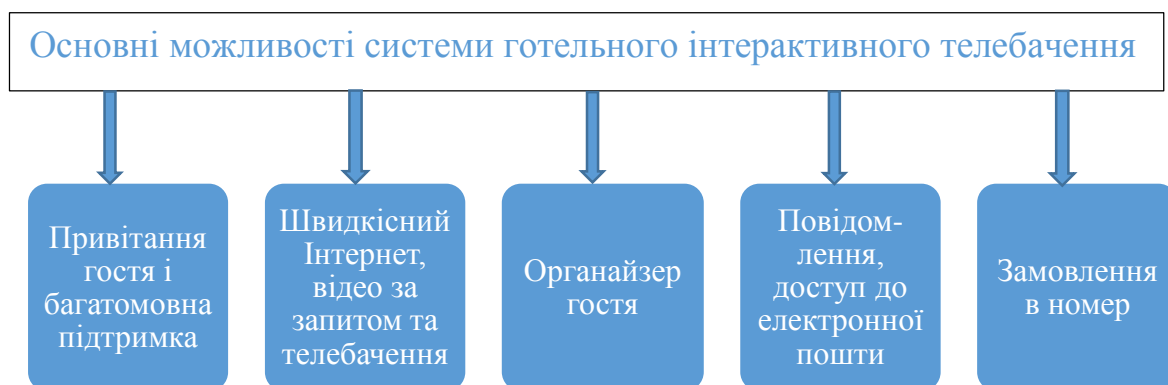 Основні можливості системи готельного інтерактивного телебачення
Привітання
гостя і
багатомовна
підтримка
Швидкісний
Інтернет,
відео за
запитом та
телебачення
Органайзер
гостя
Повідом-
лення,
доступ до
електронної
пошти
Замовлення
в номер